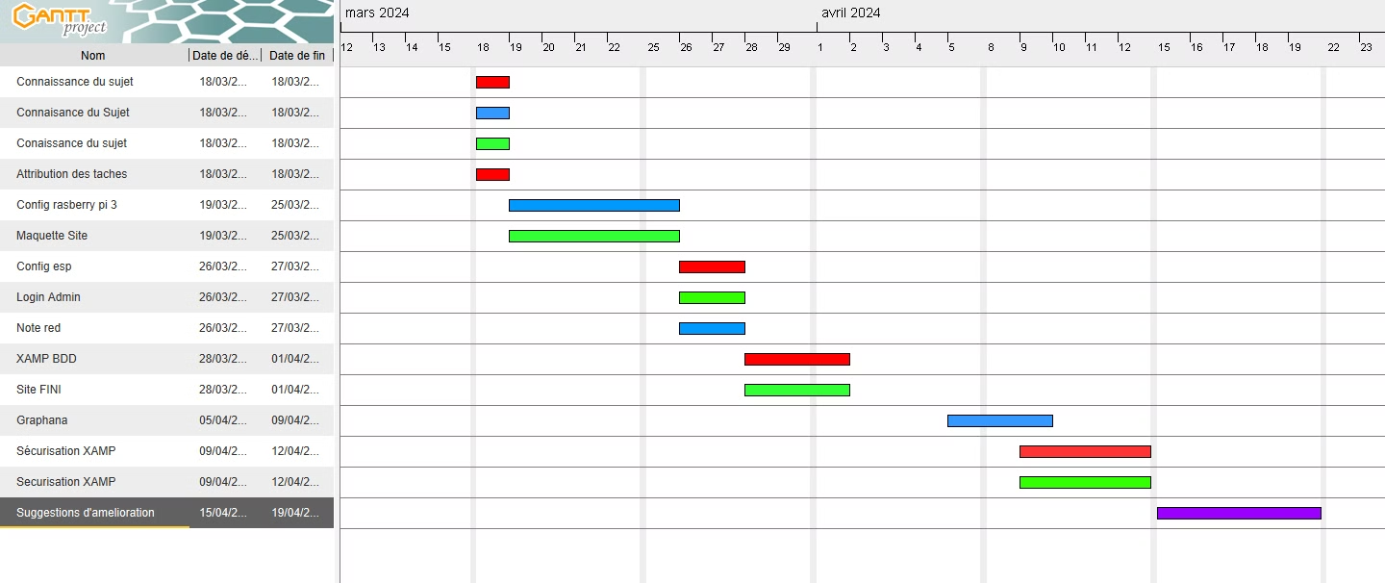 GANTT
project
mars 2024 avril 2024
12 13 14 15 18 19 20 21 22 25 26 27 28 29 1 2 3 4 5 8 9 10 11 12 15 16 17 18 19 22 23
Nom Date de dé... Date de fin
Connaissance du sujet 18/03/2... 18/03/2...
Connaisance du Sujet 18/03/2... 18/03/2...
Conaissance du sujet 18/03/2... 18/03/2...
Attribution des taches 18/03/2... 18/03/2...
Config rasberry pi 3 19/03/2... 25/03/2...
Maquette Site 19/03/2... 25/03/2...
Config esp 26/03/2... 27/03/2...
Login Admin 26/03/2... 27/03/2...
Note red 26/03/2... 27/03/2...
XAMP BDD 28/03/2... 01/04/2...
Site FINI 28/03/2... 01/04/2...
Graphana 05/04/2... 09/04/2...
Sécurisation XAMP 09/04/2... 12/04/2...
Securisation XAMP 09/04/2... 12/04/2...
Suggestions d'amelioration 15/04/2... 19/04/2...